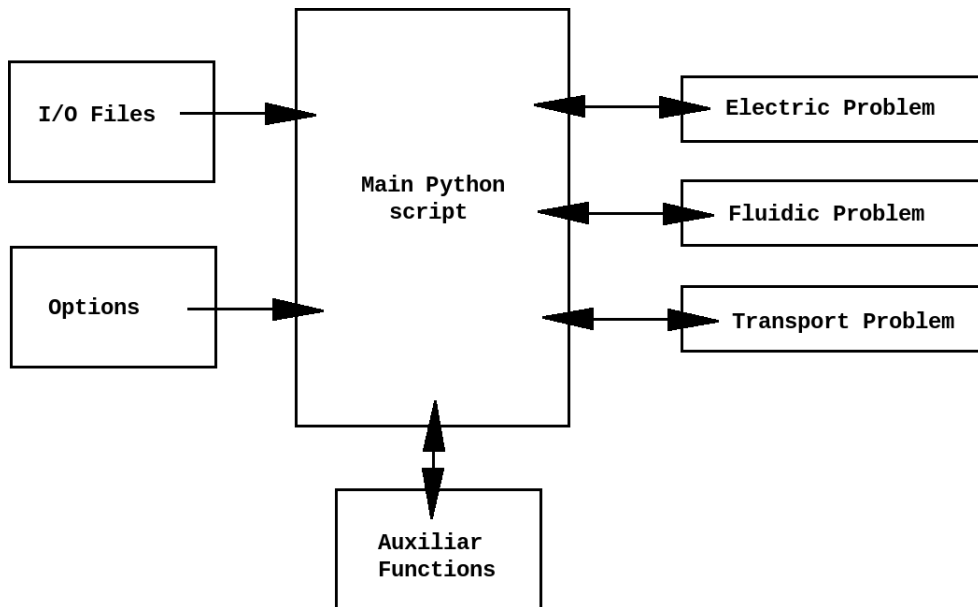 I/O Files
Options
Main Python
script
Electric Problem
Fluidic Problem
Transport Problem
Auxiliar
Functions